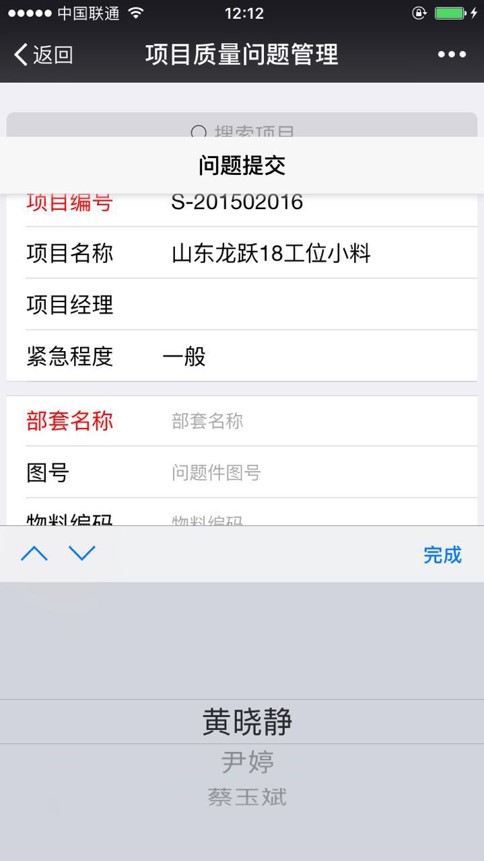 中国联通 12:12
返回 项目质量问题管理
搜索项目
问题提交
项目编号 S-201502016
项目名称 山东龙跃18工位小料
项目经理
紧急程度 一般
部套名称 部套名称
图号 问题件图号
物料编码 物料编码
完成
黄晓静
尹婷
蔡玉斌